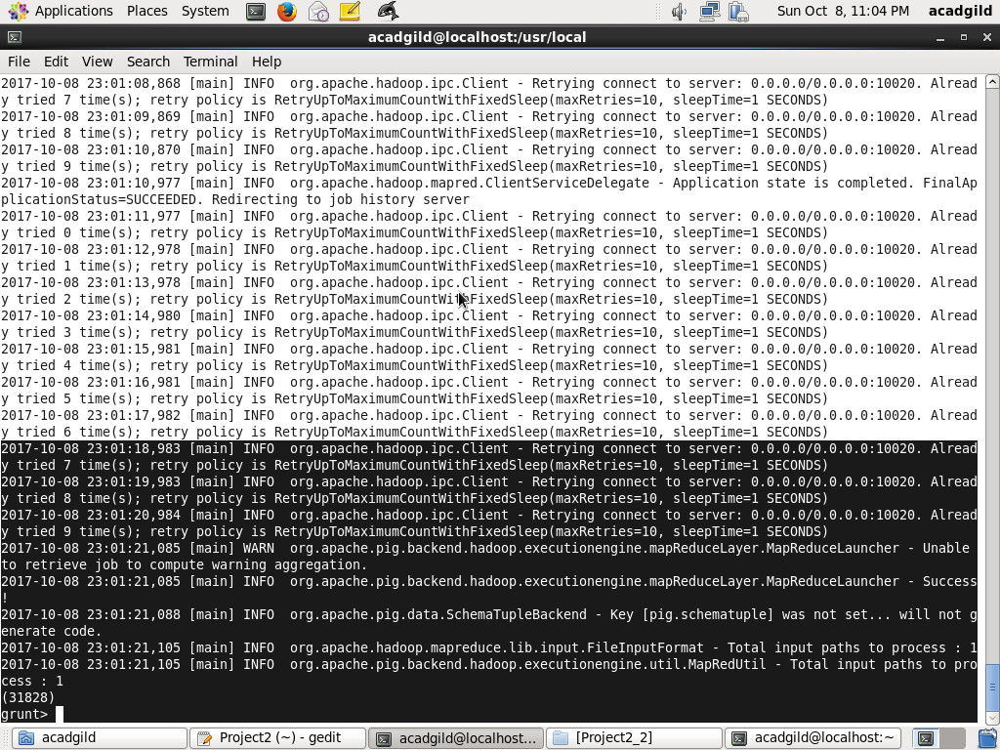 Applications Places System Sun Oct 8, 11:04 PM acadgild
acadgild@localhost:/usr/local
File Edit View Search Terminal Help
2017-10-08 23:01:08,868 [main] INFO  org.apache.hadoop.ipc.Client - Retrying connect to server: 0.0.0.0/0.0.0.0:10020. Alread
y tried 7 time(s); retry policy is RetryUpToMaximumCountWithFixedSleep(maxRetries=10, sleepTime=1 SECONDS)
2017-10-08 23:01:09,869 [main] INFO  org.apache.hadoop.ipc.Client - Retrying connect to server: 0.0.0.0/0.0.0.0:10020. Alread
y tried 8 time(s); retry policy is RetryUpToMaximumCountWithFixedSleep(maxRetries=10, sleepTime=1 SECONDS)
2017-10-08 23:01:10,870 [main] INFO  org.apache.hadoop.ipc.Client - Retrying connect to server: 0.0.0.0/0.0.0.0:10020. Alread
y tried 9 time(s); retry policy is RetryUpToMaximumCountWithFixedSleep(maxRetries=10, sleepTime=1 SECONDS)
2017-10-08 23:01:10,977 [main] INFO  org.apache.hadoop.mapred.ClientServiceDelegate - Application state is completed. FinalAp
plicationStatus=SUCCEEDED. Redirecting to job history server
2017-10-08 23:01:11,977 [main] INFO  org.apache.hadoop.ipc.Client - Retrying connect to server: 0.0.0.0/0.0.0.0:10020. Alread
y tried 0 time(s); retry policy is RetryUpToMaximumCountWithFixedSleep(maxRetries=10, sleepTime=1 SECONDS)
2017-10-08 23:01:12,978 [main] INFO  org.apache.hadoop.ipc.Client - Retrying connect to server: 0.0.0.0/0.0.0.0:10020. Alread
y tried 1 time(s); retry policy is RetryUpToMaximumCountWithFixedSleep(maxRetries=10, sleepTime=1 SECONDS)
2017-10-08 23:01:13,978 [main] INFO  org.apache.hadoop.ipc.Client - Retrying connect to server: 0.0.0.0/0.0.0.0:10020. Alread
y tried 2 time(s); retry policy is RetryUpToMaximumCountWithFixedSleep(maxRetries=10, sleepTime=1 SECONDS)
2017-10-08 23:01:14,980 [main] INFO  org.apache.hadoop.ipc.Client - Retrying connect to server: 0.0.0.0/0.0.0.0:10020. Alread
y tried 3 time(s); retry policy is RetryUpToMaximumCountWithFixedSleep(maxRetries=10, sleepTime=1 SECONDS)
2017-10-08 23:01:15,981 [main] INFO  org.apache.hadoop.ipc.Client - Retrying connect to server: 0.0.0.0/0.0.0.0:10020. Alread
y tried 4 time(s); retry policy is RetryUpToMaximumCountWithFixedSleep(maxRetries=10, sleepTime=1 SECONDS)
2017-10-08 23:01:16,981 [main] INFO  org.apache.hadoop.ipc.Client - Retrying connect to server: 0.0.0.0/0.0.0.0:10020. Alread
y tried 5 time(s); retry policy is RetryUpToMaximumCountWithFixedSleep(maxRetries=10, sleepTime=1 SECONDS)
2017-10-08 23:01:17,982 [main] INFO  org.apache.hadoop.ipc.Client - Retrying connect to server: 0.0.0.0/0.0.0.0:10020. Alread
y tried 6 time(s); retry policy is RetryUpToMaximumCountWithFixedSleep(maxRetries=10, sleepTime=1 SECONDS)
2017-10-08 23:01:18,983 [main] INFO  org.apache.hadoop.ipc.Client - Retrying connect to server: 0.0.0.0/0.0.0.0:10020. Alread
y tried 7 time(s); retry policy is RetryUpToMaximumCountWithFixedSleep(maxRetries=10, sleepTime=1 SECONDS)
2017-10-08 23:01:19,983 [main] INFO  org.apache.hadoop.ipc.Client - Retrying connect to server: 0.0.0.0/0.0.0.0:10020. Alread
y tried 8 time(s); retry policy is RetryUpToMaximumCountWithFixedSleep(maxRetries=10, sleepTime=1 SECONDS)
2017-10-08 23:01:20,984 [main] INFO  org.apache.hadoop.ipc.Client - Retrying connect to server: 0.0.0.0/0.0.0.0:10020. Alread
y tried 9 time(s); retry policy is RetryUpToMaximumCountWithFixedSleep(maxRetries=10, sleepTime=1 SECONDS)
2017-10-08 23:01:21,085 [main] WARN  org.apache.pig.backend.hadoop.executionengine.mapReduceLayer.MapReduceLauncher - Unable
to retrieve job to compute warning aggregation.
2017-10-08 23:01:21,085 [main] INFO  org.apache.pig.backend.hadoop.executionengine.mapReduceLayer.MapReduceLauncher - Success
!
2017-10-08 23:01:21,088 [main] INFO  org.apache.pig.data.SchemaTupleBackend - Key [pig.schematuple] was not set... will not g
enerate code.
2017-10-08 23:01:21,105 [main] INFO  org.apache.hadoop.mapreduce.lib.input.FileInputFormat - Total input paths to process : 1
2017-10-08 23:01:21,105 [main] INFO  org.apache.pig.backend.hadoop.executionengine.util.MapRedUtil - Total input paths to pro
cess : 1
(31828)
grunt>
acadgild Project2 (~) - gedit acadgild@localhost... [Project2_2] acadgild@localhost:~